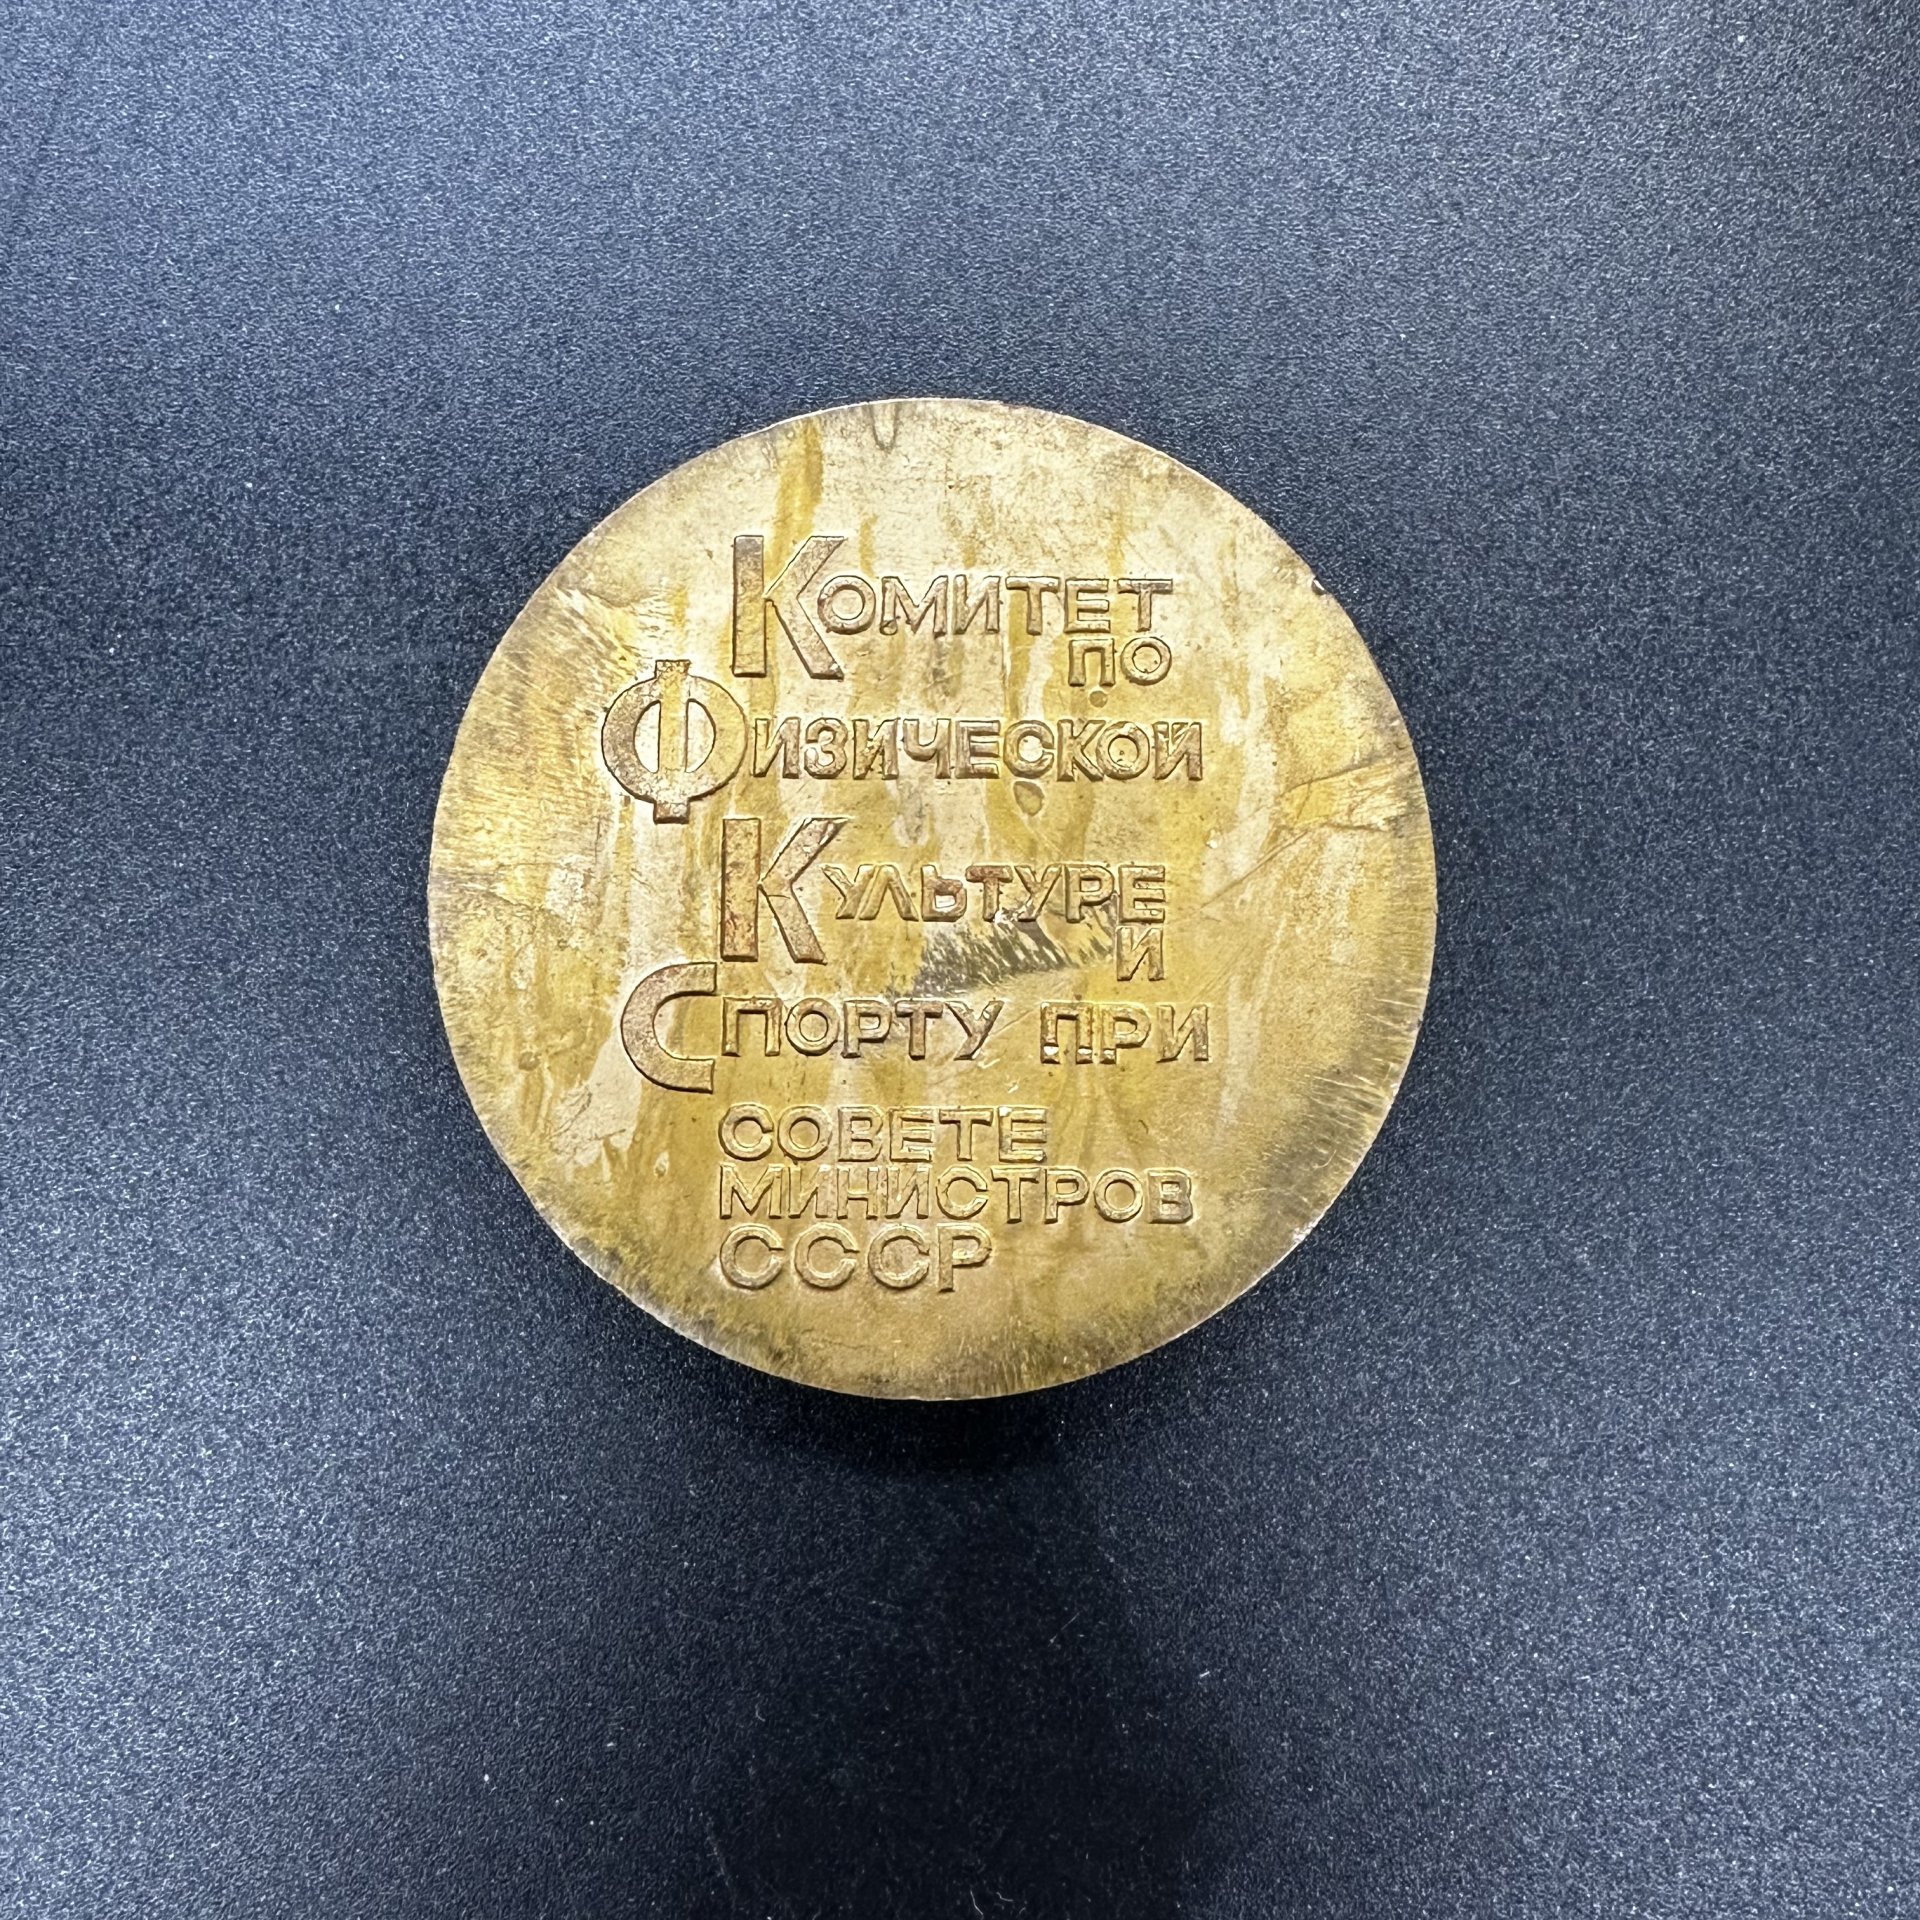 Комитет
по
Физической
Культуре
и
Спорту при
совете
министров
СССР